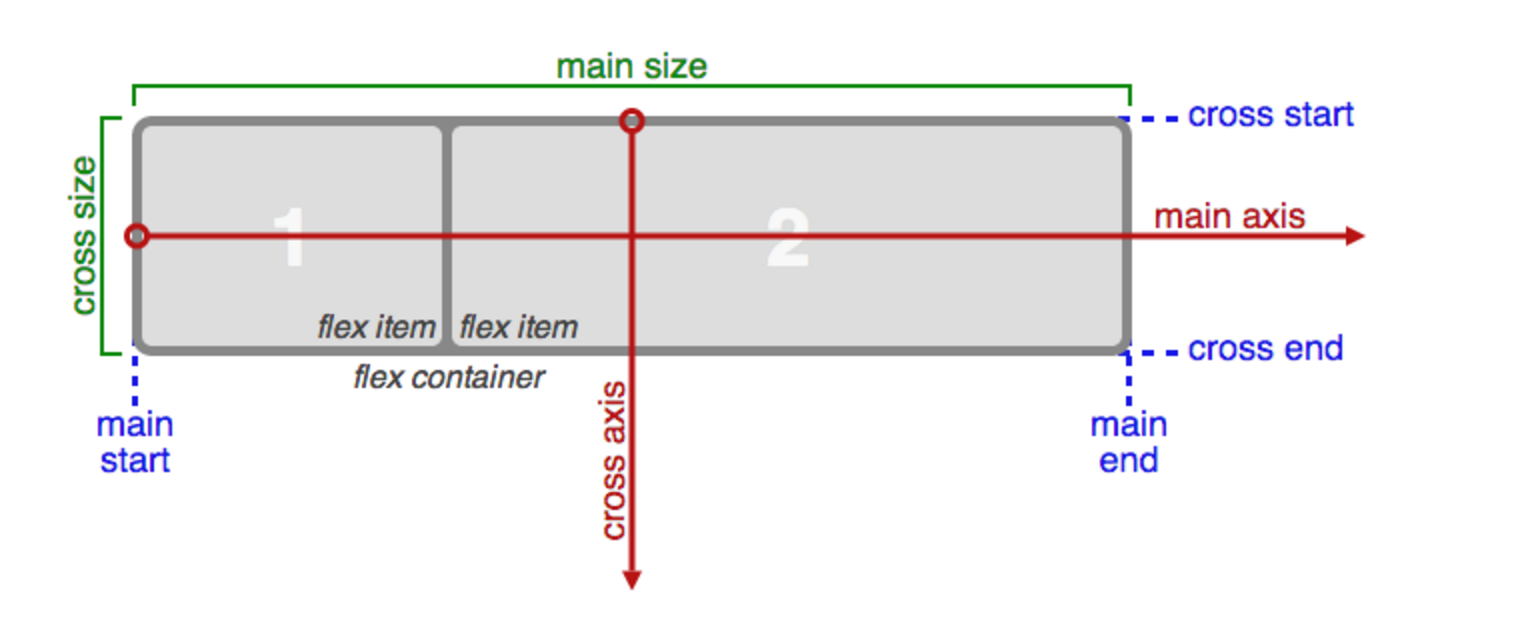 main size
cross start
cross size
main axis
1
2
flex item
flex item
cross end
flex container
main
start
cross axis
main
end